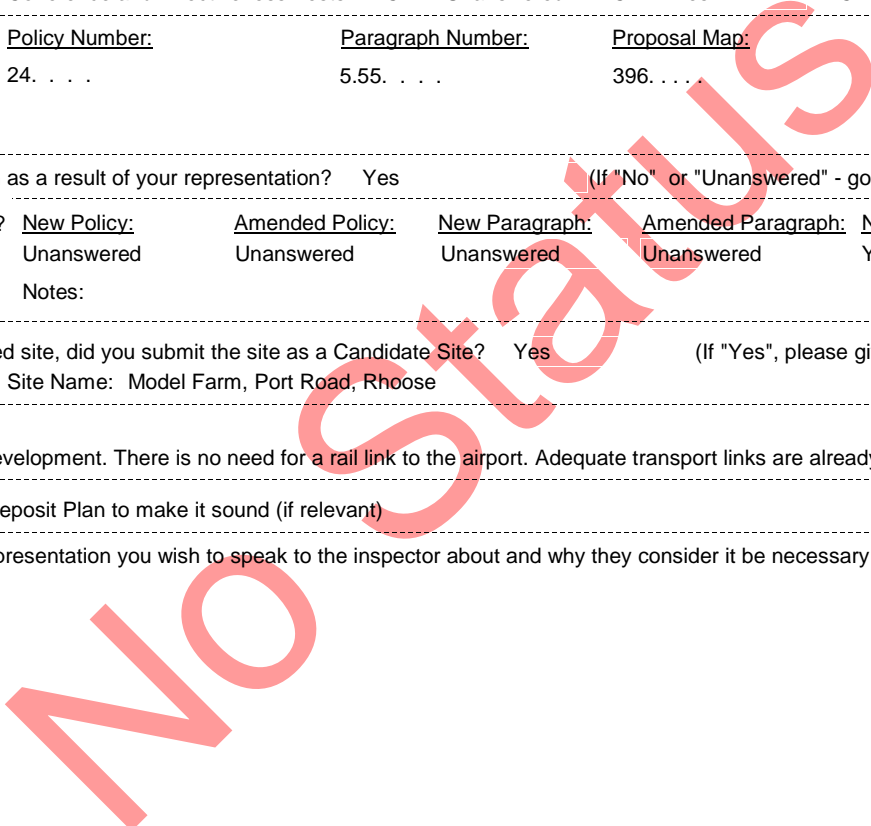 Policy Number: Paragraph Number: Proposal Map:
24. . . . 5.55. . . . 396. . . . .
as a result of your representation? Yes (If "No" or "Unanswered" - go
? New Policy: Amended Policy: New Paragraph: Amended Paragraph: N
Unanswered Unanswered Unanswered Unanswered Y
Notes:
ed site, did you submit the site as a Candidate Site? Yes (If "Yes", please gi
Site Name: Model Farm, Port Road, Rhoose
evelopment. There is no need for a rail link to the airport. Adequate transport links are already
eposit Plan to make it sound (if relevant)
presentation you wish to speak to the inspector about and why they consider it be necessary
No Status